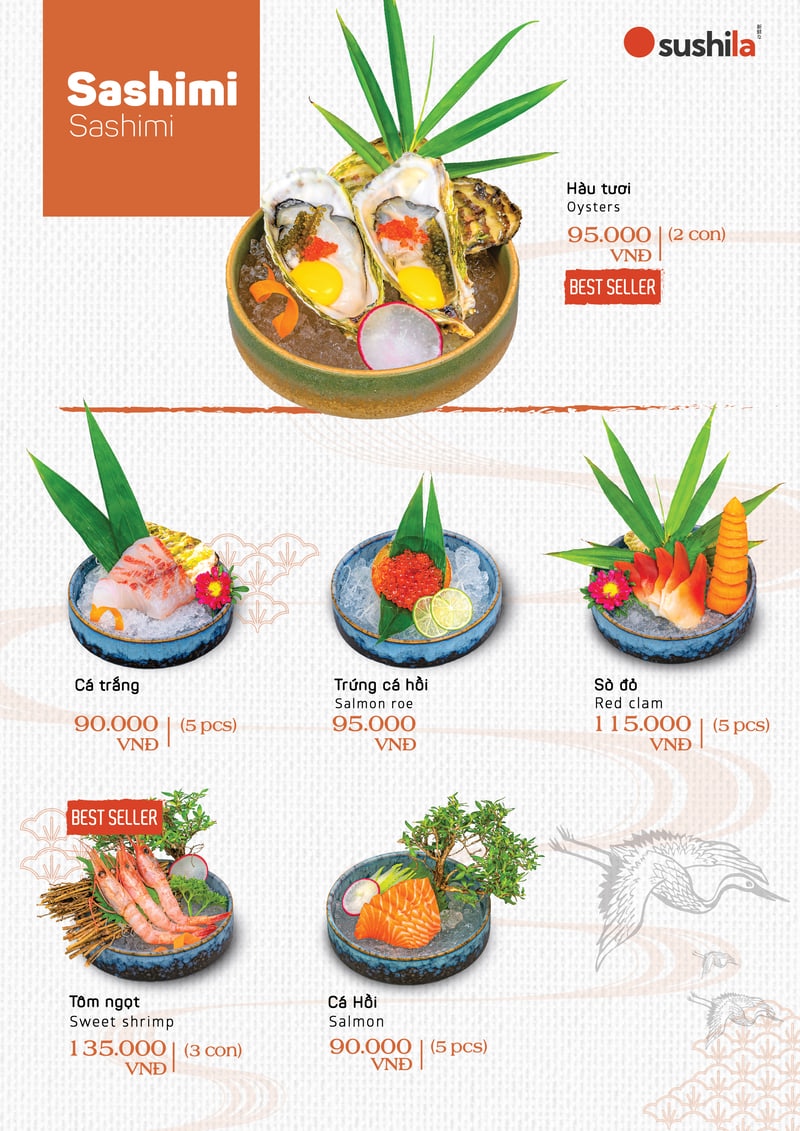 Sashimi
Sashimi
sushila
Hàu tươi
Oysters
95.000 (2 con)
VNĐ
BEST SELLER
Cá trắng
90.000 (5 pcs)
VNĐ
Trứng cá hồi
Salmon roe
95.000
VNĐ
Sò đỏ
Red clam
115.000 (5 pcs)
VNĐ
BEST SELLER
Tôm ngọt
Sweet shrimp
135.000 (3 con)
VNĐ
Cá Hồi
Salmon
90.000 (5 pcs)
VNĐ